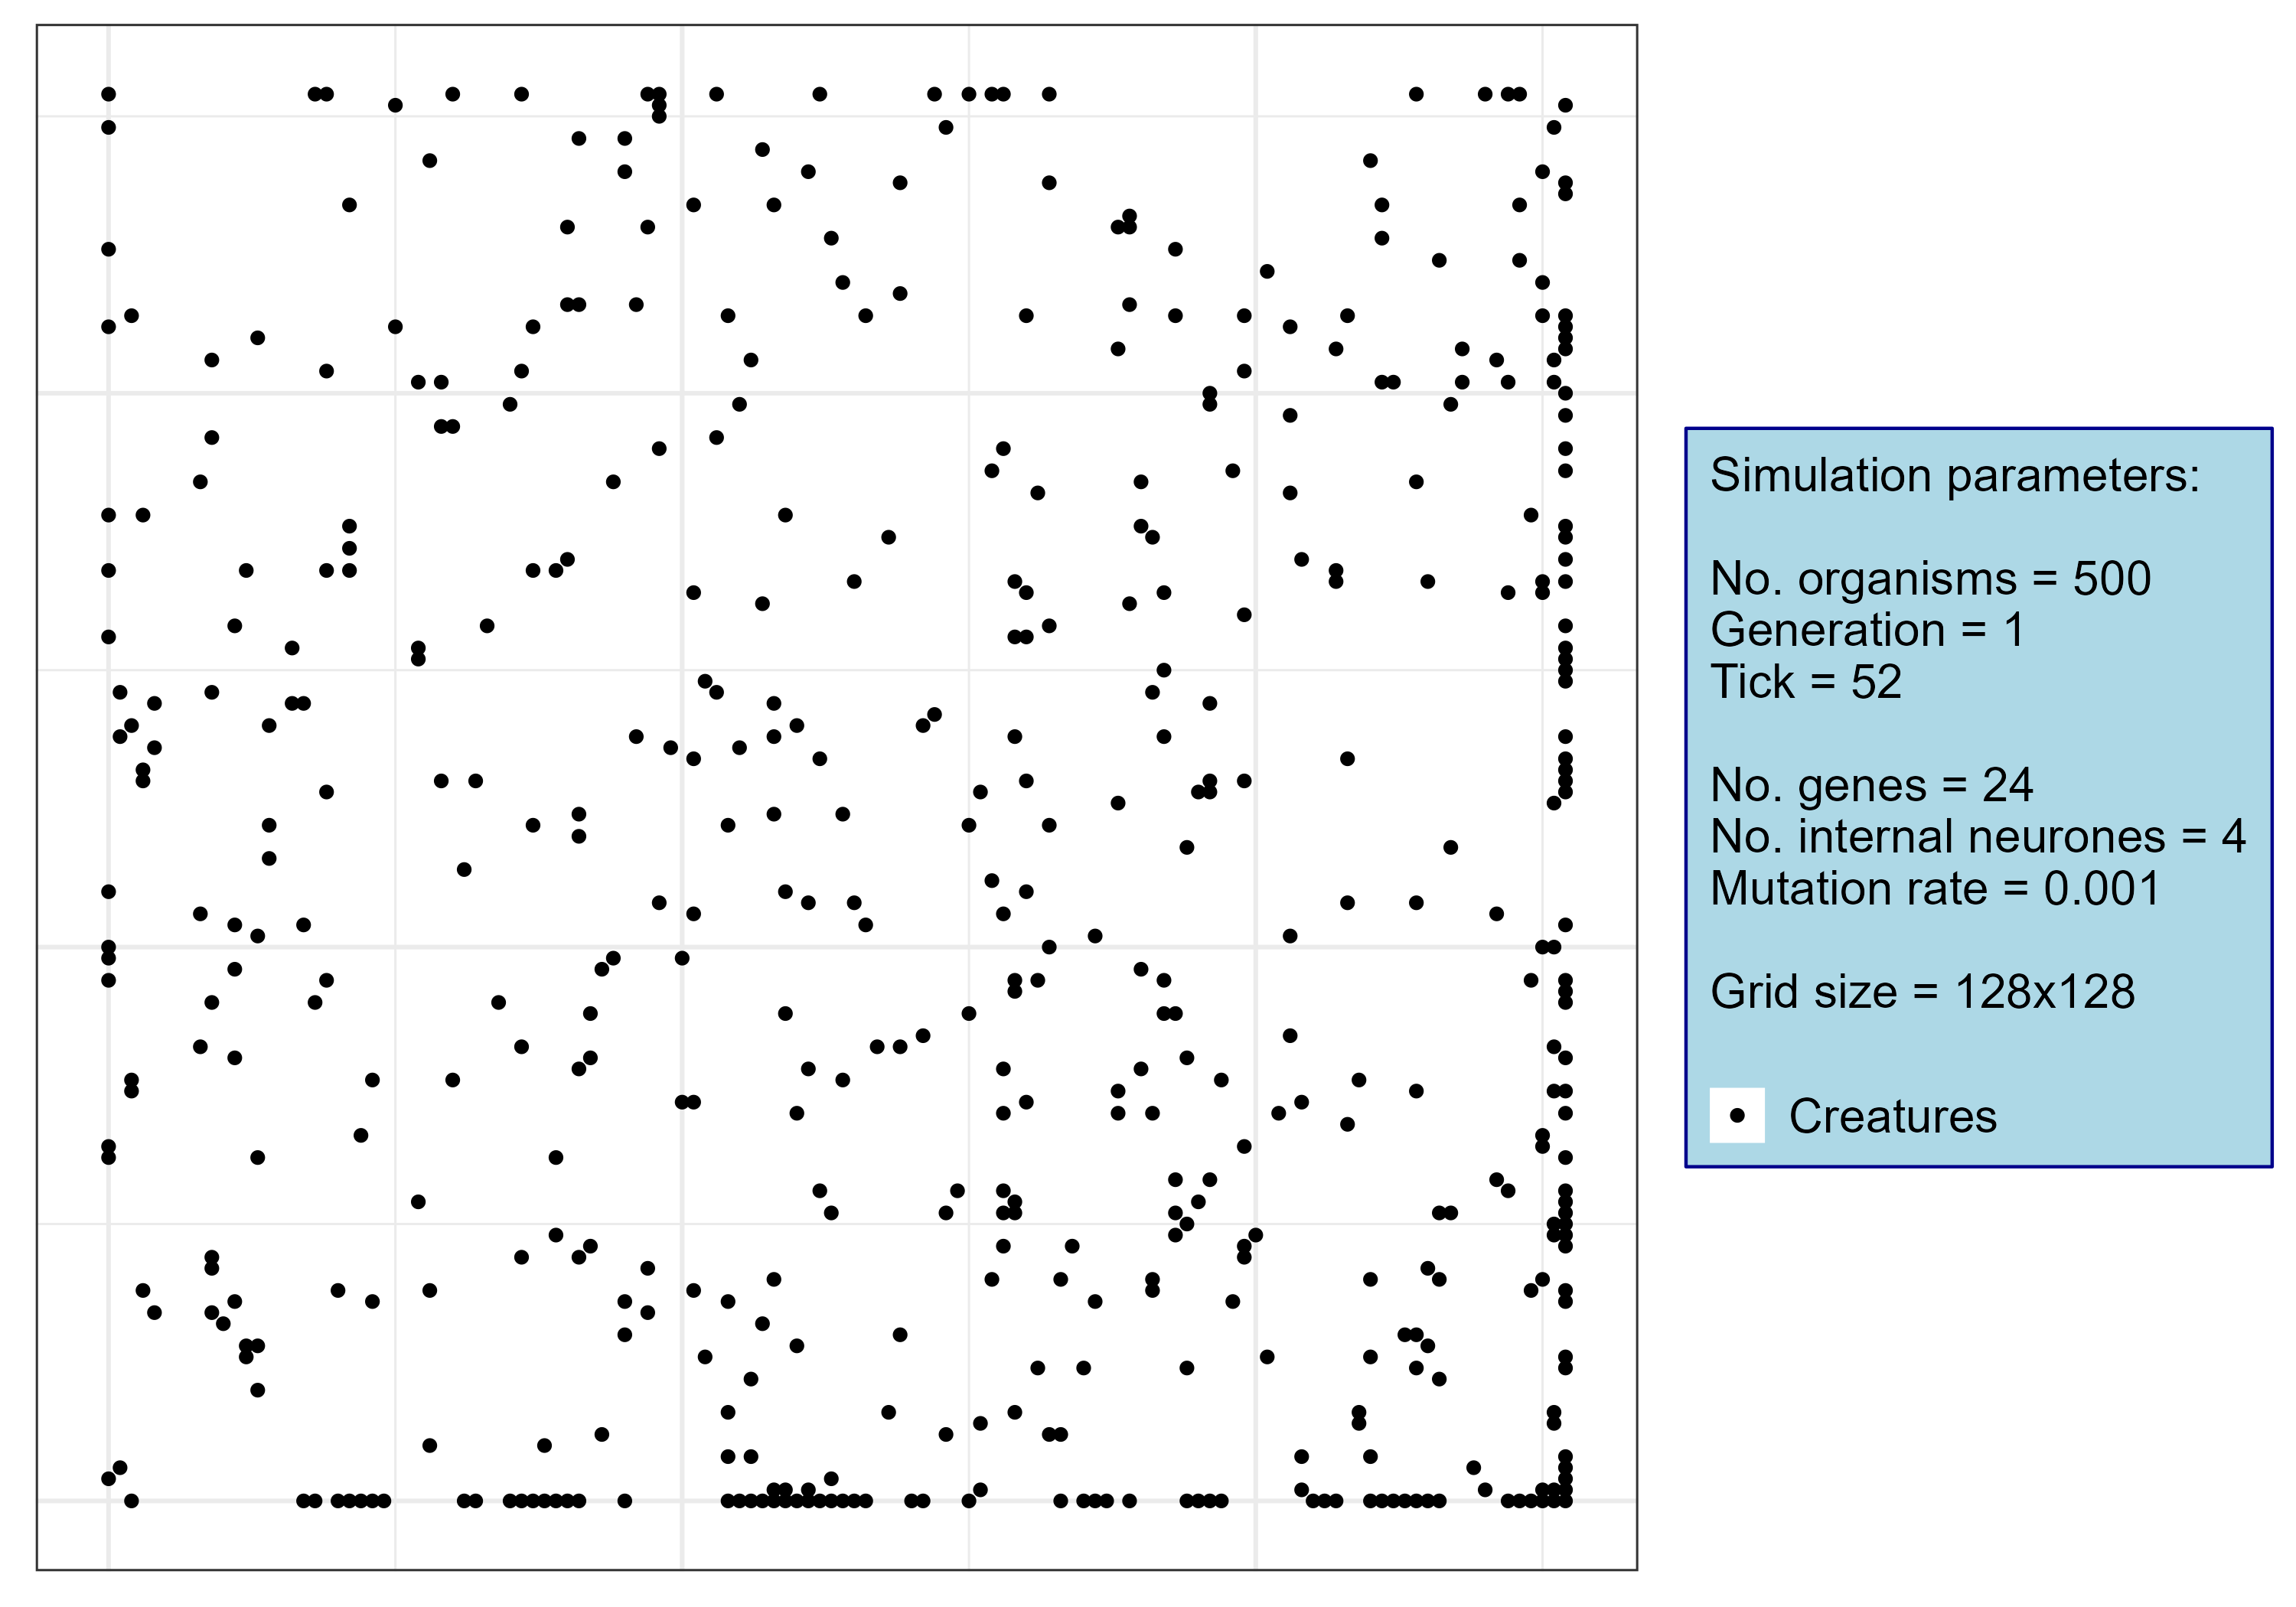 Simulation parameters:
No. organisms = 500
Generation = 1
Tick = 52
No. genes = 24
No. internal neurones = 4
Mutation rate = 0.001
Grid size = 128x128
Creatures